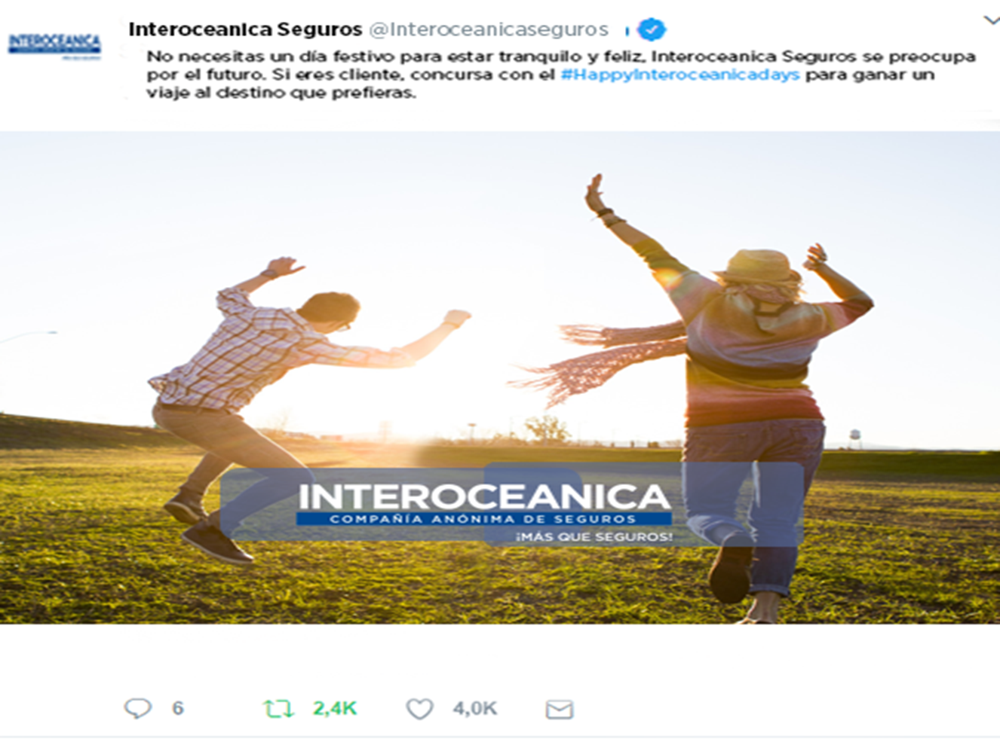 INTEROCEANICA
Interoceanica Seguros @Interoceanicaseguros
No necesitas un día festivo para estar tranquilo y feliz, Interoceanica Seguros se preocupa
por el futuro. Si eres cliente, concursa con el #HappyInteroceanicadays para ganar un
viaje al destino que prefieras.
INTEROCEANICA
COMPAÑÍA ANÓNIMA DE SEGUROS
¡MÁS QUE SEGUROS!
6 2,4K 4,0K